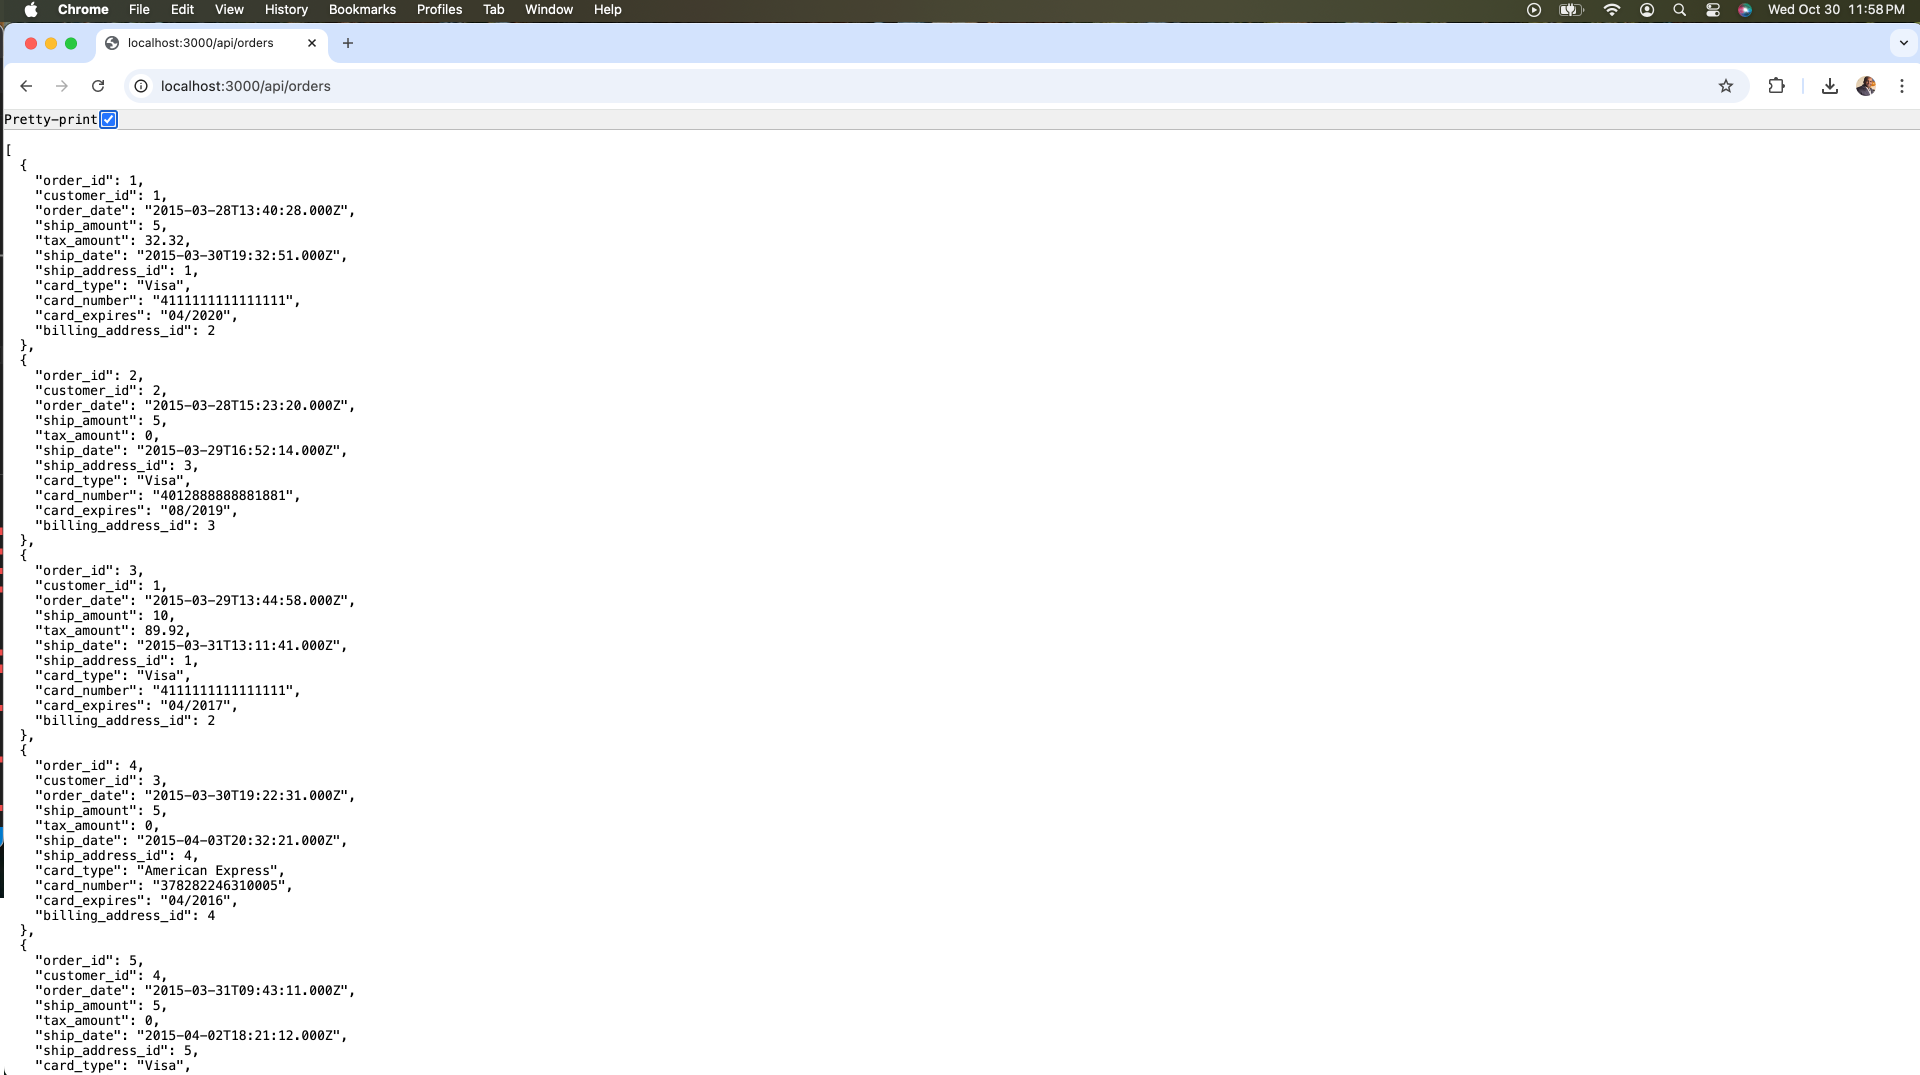 Chrome File Edit View History Bookmarks Profiles Tab Window Help Wed Oct 30 11:58 PM
localhost:3000/api/orders
localhost:3000/api/orders
Pretty-print
[
  {
    "order_id": 1,
    "customer_id": 1,
    "order_date": "2015-03-28T13:40:28.000Z",
    "ship_amount": 5,
    "tax_amount": 32.32,
    "ship_date": "2015-03-30T19:32:51.000Z",
    "ship_address_id": 1,
    "card_type": "Visa",
    "card_number": "4111111111111111",
    "card_expires": "04/2020",
    "billing_address_id": 2
  },
  {
    "order_id": 2,
    "customer_id": 2,
    "order_date": "2015-03-28T15:23:20.000Z",
    "ship_amount": 5,
    "tax_amount": 0,
    "ship_date": "2015-03-29T16:52:14.000Z",
    "ship_address_id": 3,
    "card_type": "Visa",
    "card_number": "4012888888881881",
    "card_expires": "08/2019",
    "billing_address_id": 3
  },
  {
    "order_id": 3,
    "customer_id": 1,
    "order_date": "2015-03-29T13:44:58.000Z",
    "ship_amount": 10,
    "tax_amount": 89.92,
    "ship_date": "2015-03-31T13:11:41.000Z",
    "ship_address_id": 1,
    "card_type": "Visa",
    "card_number": "4111111111111111",
    "card_expires": "04/2017",
    "billing_address_id": 2
  },
  {
    "order_id": 4,
    "customer_id": 3,
    "order_date": "2015-03-30T19:22:31.000Z",
    "ship_amount": 5,
    "tax_amount": 0,
    "ship_date": "2015-04-03T20:32:21.000Z",
    "ship_address_id": 4,
    "card_type": "American Express",
    "card_number": "378282246310005",
    "card_expires": "04/2016",
    "billing_address_id": 4
  },
  {
    "order_id": 5,
    "customer_id": 4,
    "order_date": "2015-03-31T09:43:11.000Z",
    "ship_amount": 5,
    "tax_amount": 0,
    "ship_date": "2015-04-02T18:21:12.000Z",
    "ship_address_id": 5,
    "card_type": "Visa",